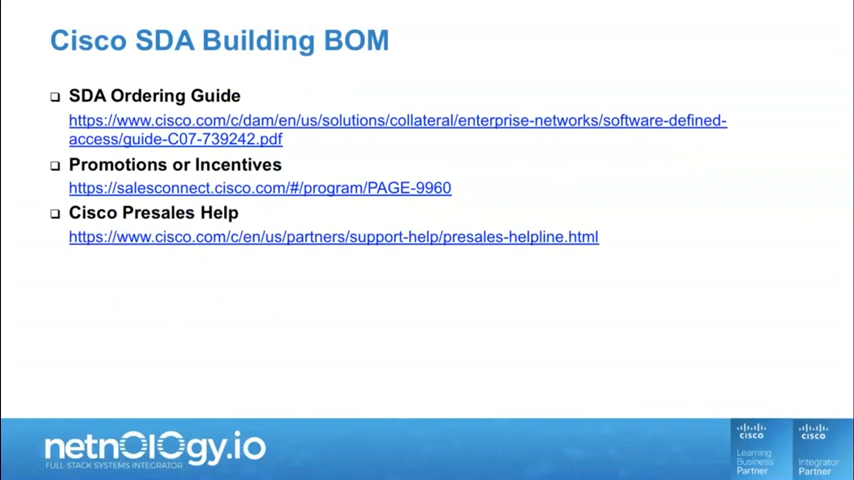 Cisco SDA Building BOM
SDA Ordering Guide
https://www.cisco.com/c/dam/en/us/solutions/collateral/enterprise-networks/software-defined-
access/guide-C07-739242.pdf
Promotions or Incentives
https://salesconnect.cisco.com/#/program/PAGE-9960
Cisco Presales Help
https://www.cisco.com/c/en/us/partners/support-help/presales-helpline.html
netnology.io
FULL-STACK SYSTEMS INTEGRATOR
CISCO
Learning
Business
Partner
CISCO
Integrator
Partner